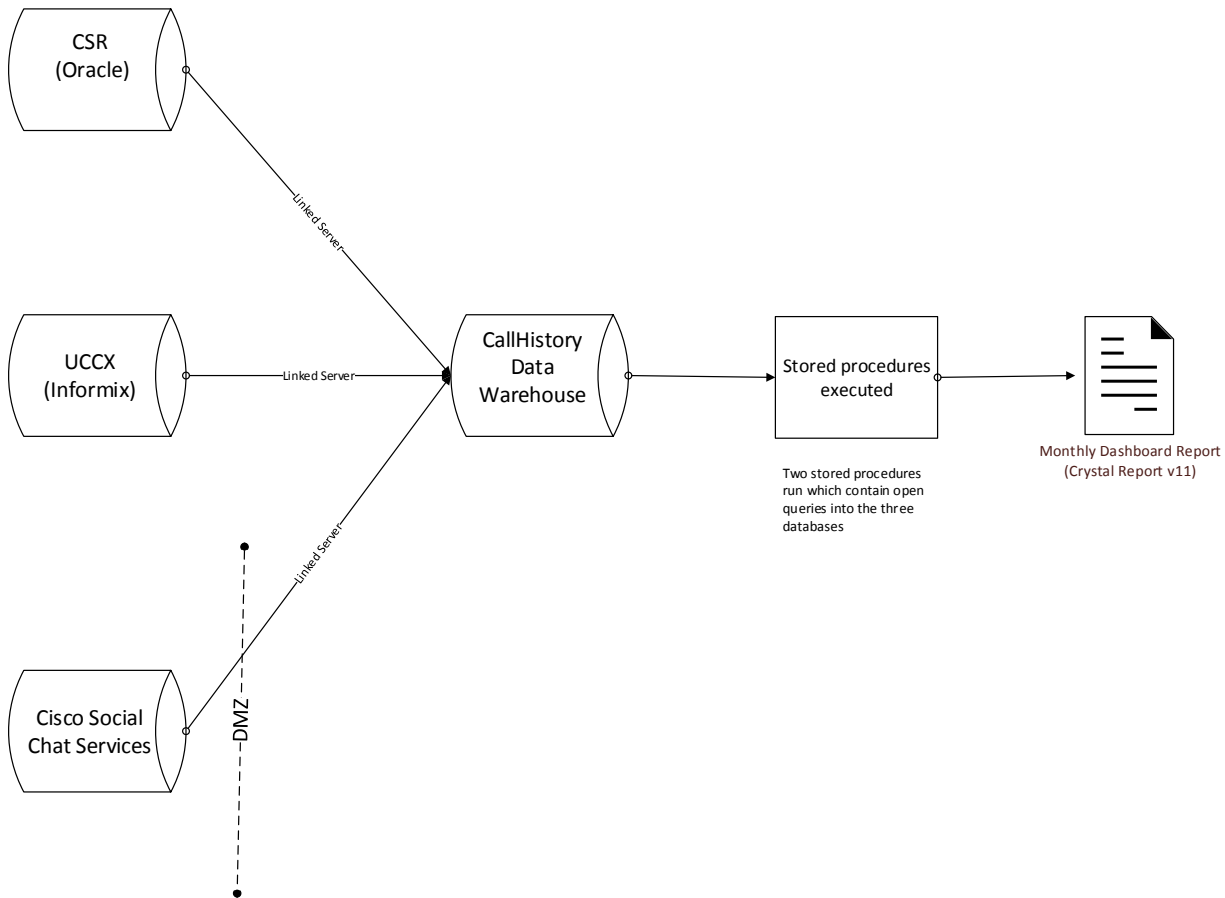 CSR
(Oracle)
Linked Server
UCCX
(Informix)
Linked Server
CallHistory
Data
Warehouse
Stored procedures
executed
Two stored procedures
run which contain open
queries into the three
databases
Monthly Dashboard Report
(Crystal Report v11)
Linked Server
DMZ
Cisco Social
Chat Services